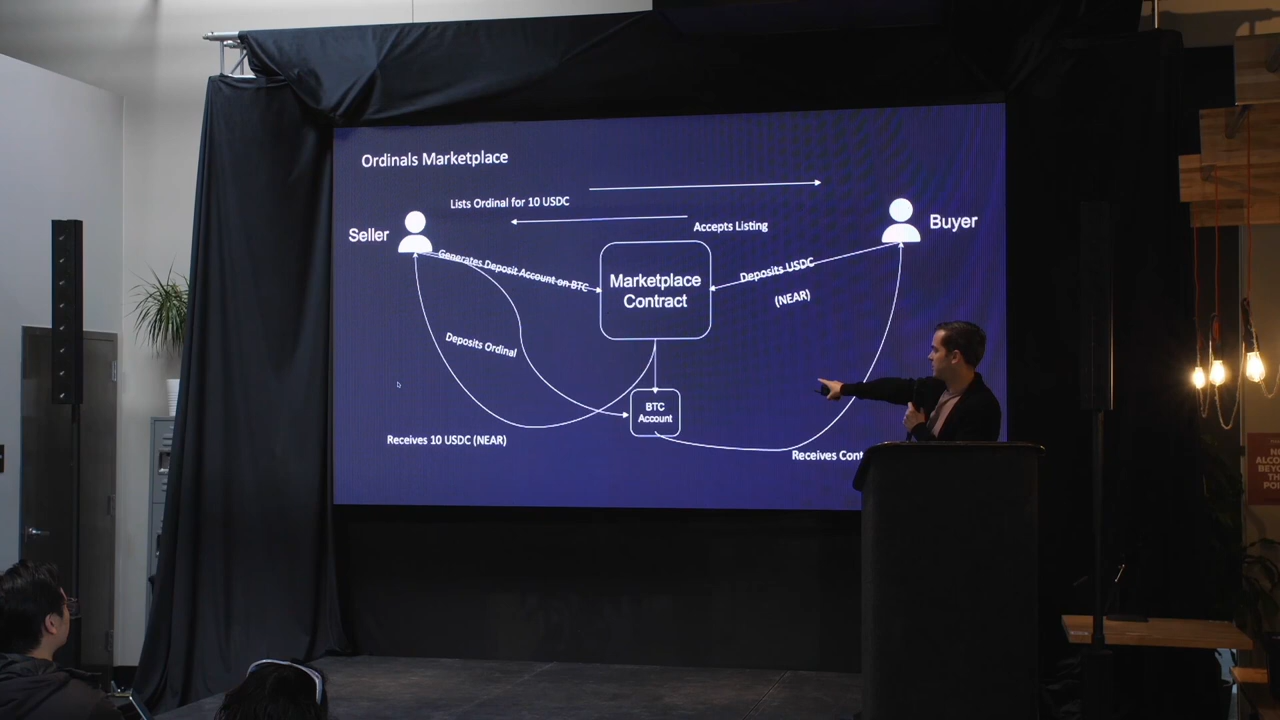 Ordinals Marketplace
Lists Ordinal for 10 USDC
Accepts Listing
Seller
Buyer
Generates Deposit Account on BTC
Marketplace
Contract
Deposits USDC
(NEAR)
Deposits Ordinal
BTC
Account
Receives 10 USDC (NEAR)
Receives